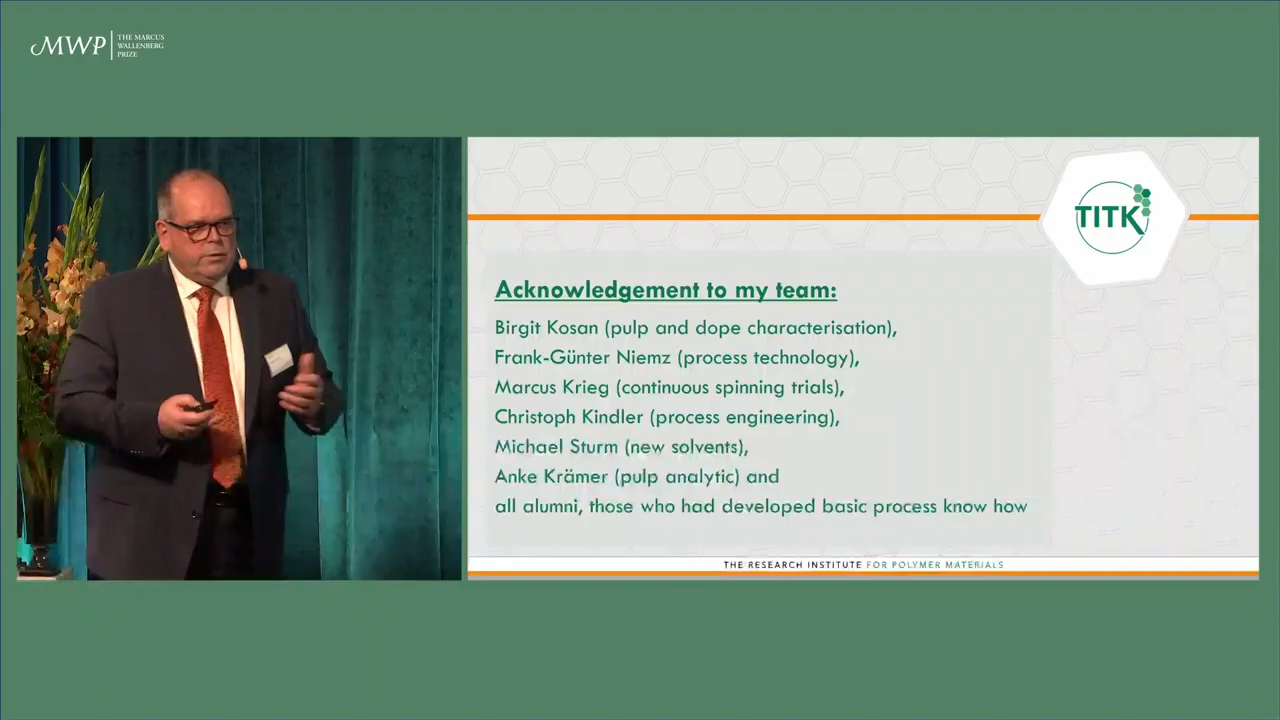 MWP
THE MARCUS
WALLENBERG
PRIZE
TITK
Acknowledgement to my team:
Birgit Kosan (pulp and dope characterisation),
Frank-Günter Niemz (process technology),
Marcus Krieg (continuous spinning trials),
Christoph Kindler (process engineering),
Michael Sturm (new solvents),
Anke Krämer (pulp analytic) and
all alumni, those who had developed basic process know how
THE RESEARCH INSTITUTE FOR POLYMER MATERIALS